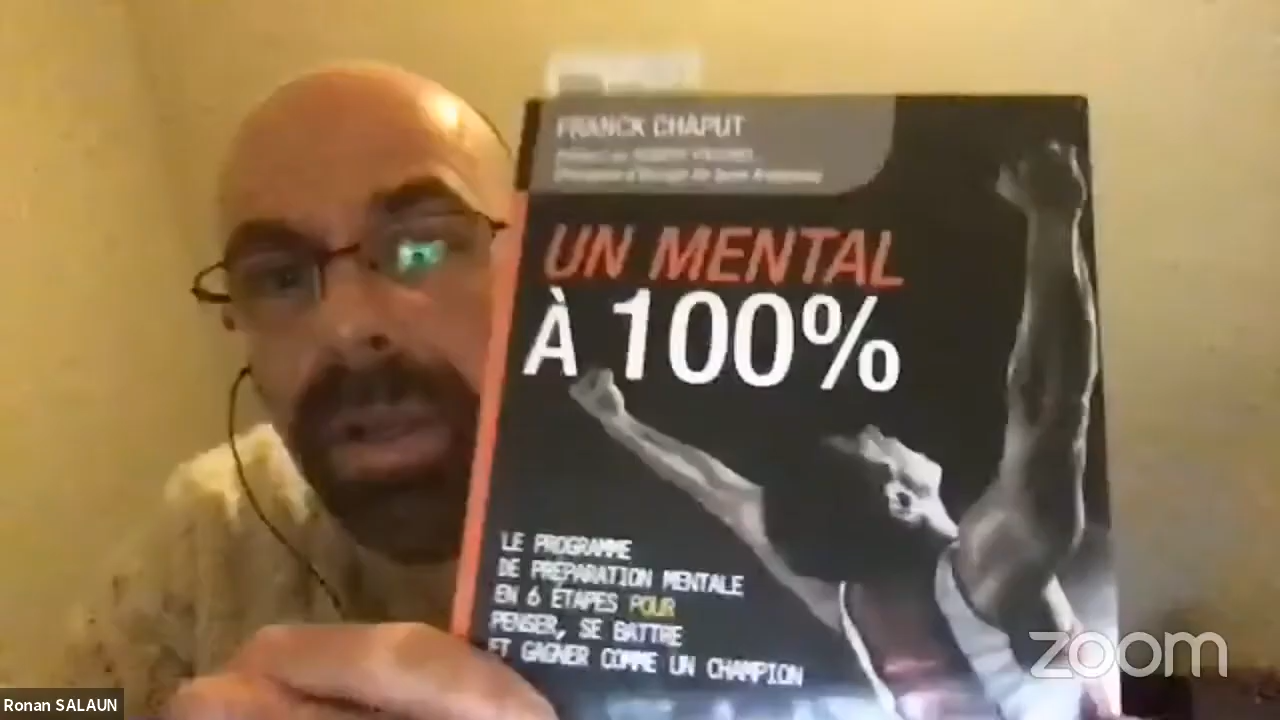 FRANCK CHAPUT
UN MENTAL
À 100%
LE PROGRAMME
DE PRÉPARATION MENTALE
EN 6 ÉTAPES POUR
PENSER, SE BATTRE
ET GAGNER COMME UN CHAMPION
zoom
Ronan SALAUN